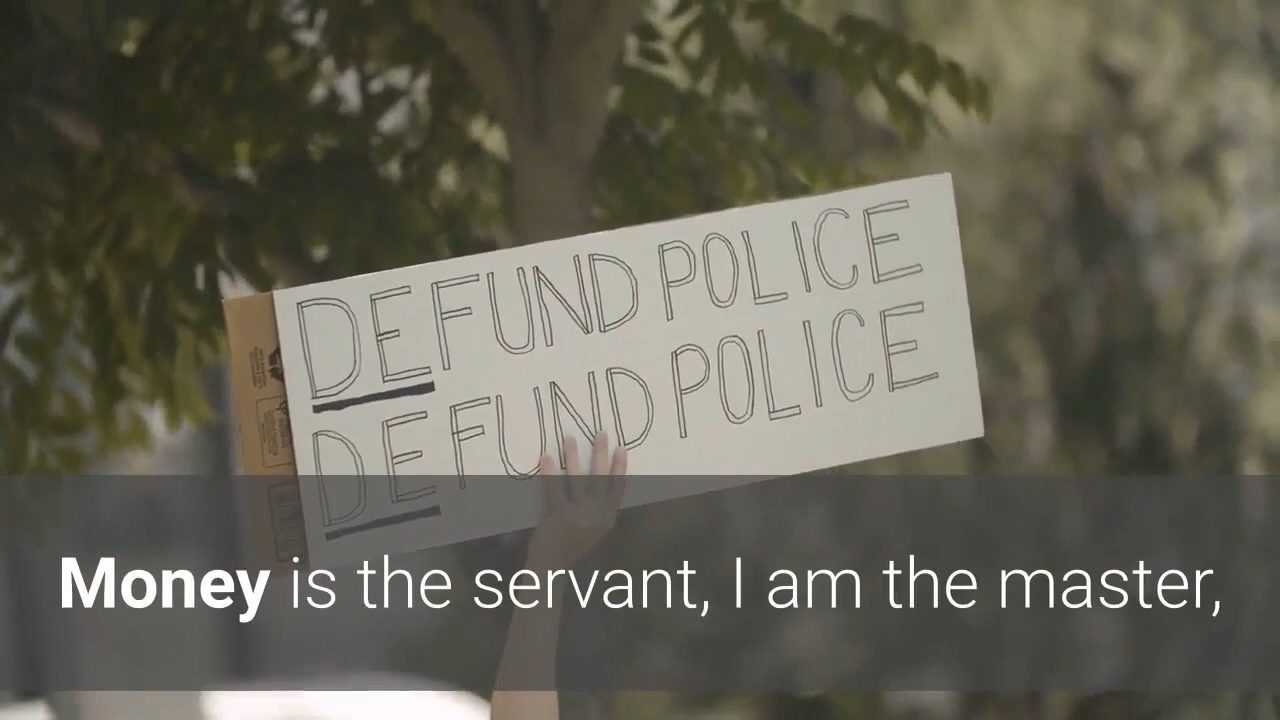 DEFUND POLICE
DEFUND POLICE
Money is the servant, I am the master,